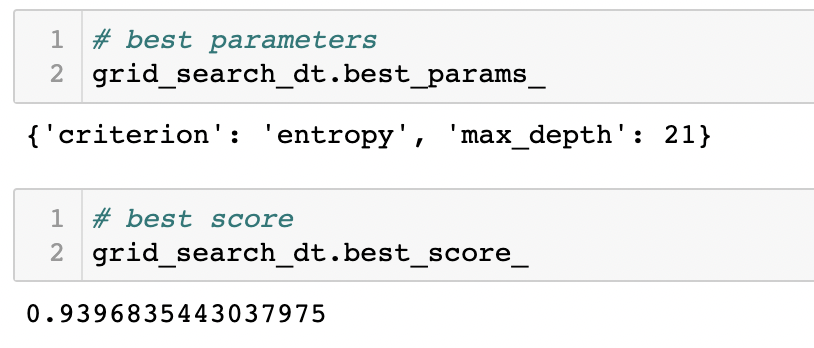 1 # best parameters
2 grid_search_dt.best_params_
{'criterion': 'entropy', 'max_depth': 21}
1 # best score
2 grid_search_dt.best_score_
0.9396835443037975